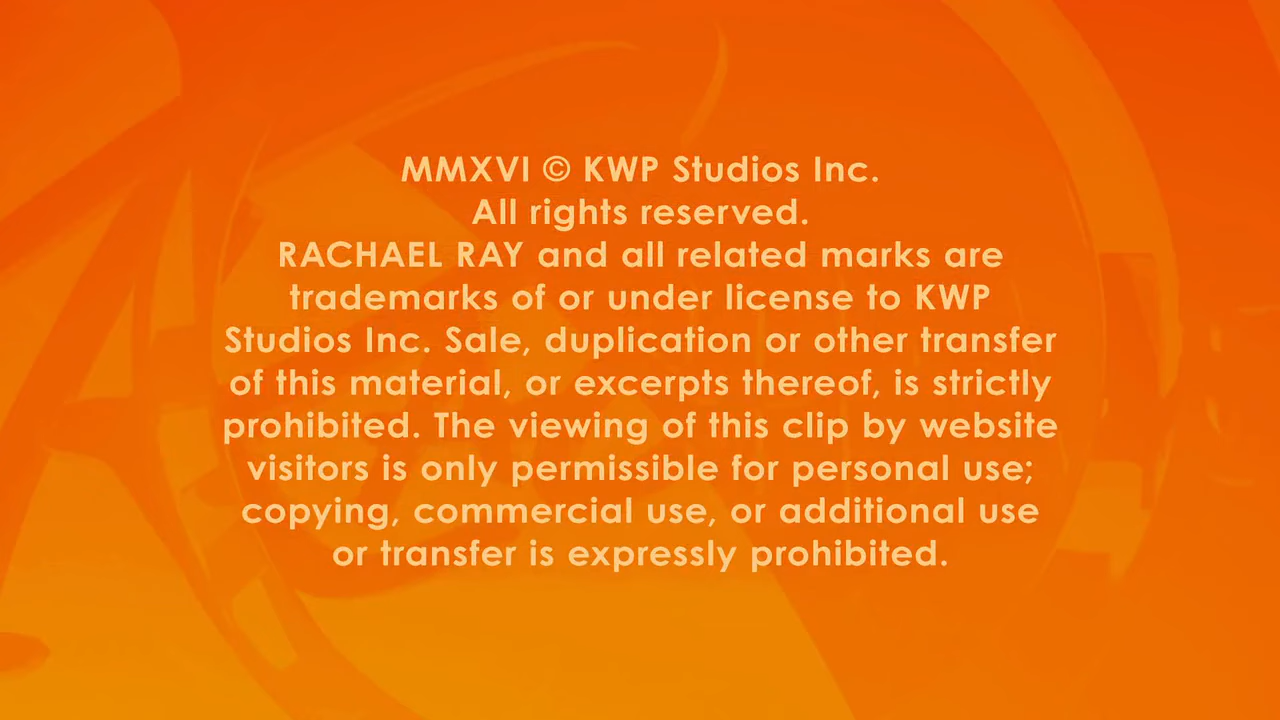 MMXVI © KWP Studios Inc.
All rights reserved.
RACHAEL RAY and all related marks are
trademarks of or under license to KWP
Studios Inc. Sale, duplication or other transfer
of this material, or excerpts thereof, is strictly
prohibited. The viewing of this clip by website
visitors is only permissible for personal use;
copying, commercial use, or additional use
or transfer is expressly prohibited.